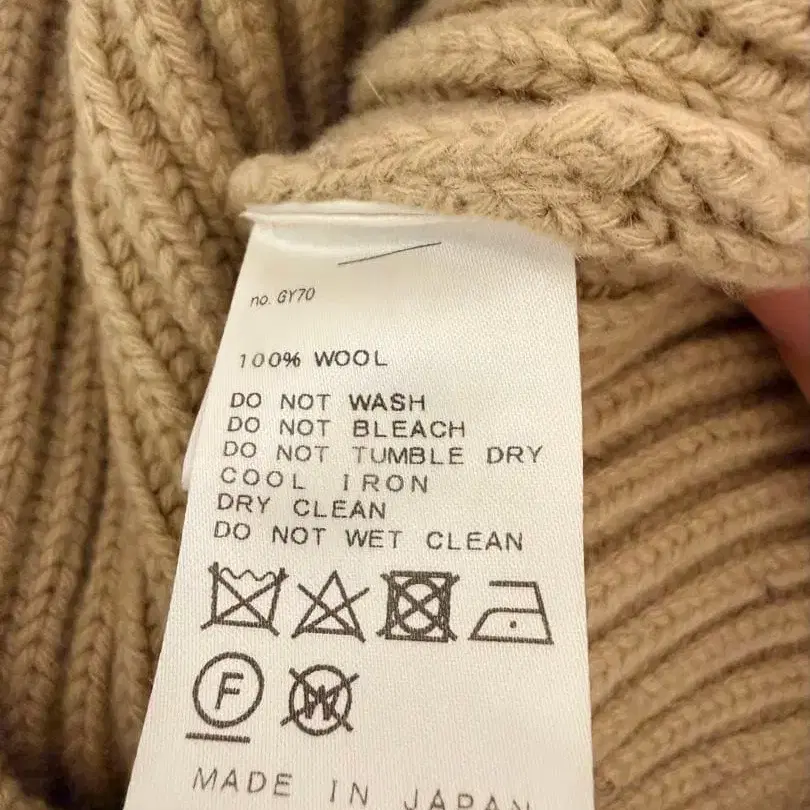 no. GY70
100% WOOL
DO NOT WASH
DO NOT BLEACH
DO NOT TUMBLE DRY
COOL IRON
DRY CLEAN
DO NOT WET CLEAN
F
W
MADE IN JAPAN